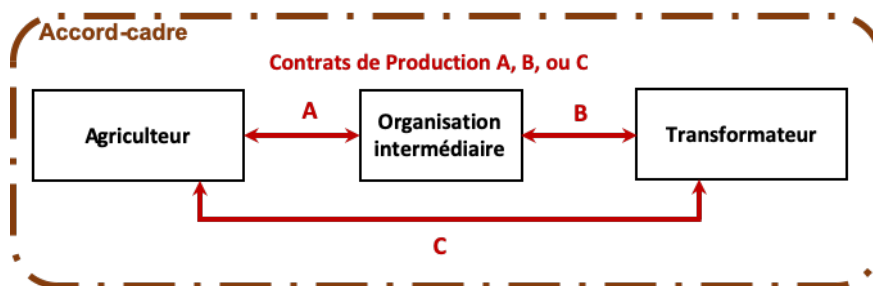 Accord-cadre
Contrats de Production A, B, ou C
Agriculteur
A
Organisation
intermédiaire
B
Transformateur
C